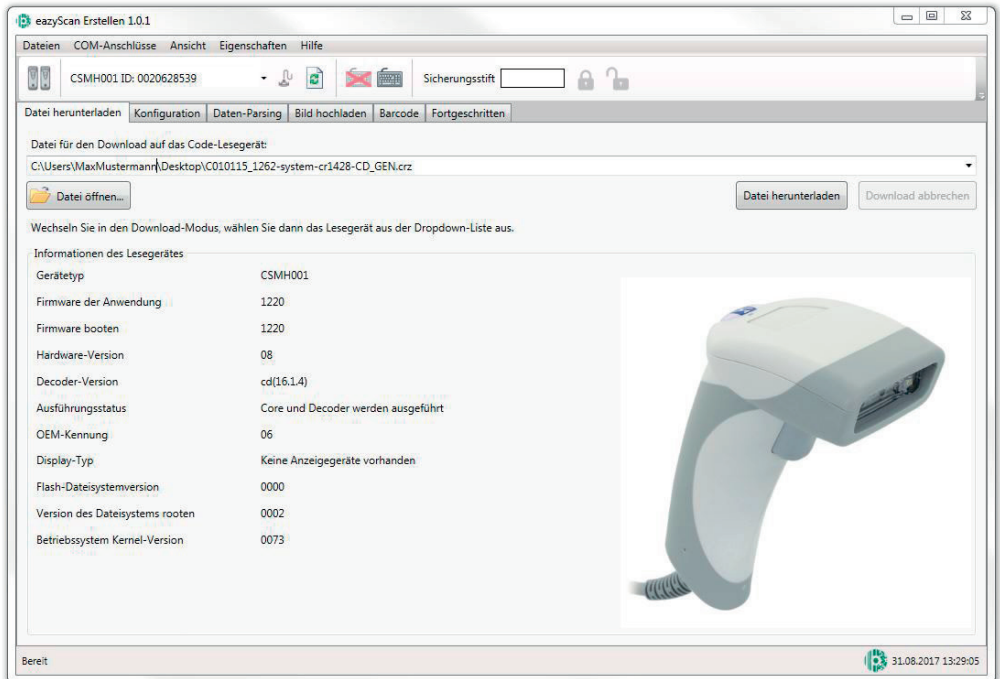 eazyScan Erstellen 1.0.1
Dateien COM-Anschlüsse Ansicht Eigenschaften Hilfe
CSMH001 ID: 0020628539 Sicherungsstift
Datei herunterladen Konfiguration Daten-Parsing Bild hochladen Barcode Fortgeschritten
Datei für den Download auf das Code-Lesegerät:
C:\Users\MaxMustermann\Desktop\C010115_1262-system-cr1428-CD_GEN.crz
Datei öffnen... Datei herunterladen Download abbrechen
Wechseln Sie in den Download-Modus, wählen Sie dann das Lesegerät aus der Dropdown-Liste aus.
Informationen des Lesegerätes
Gerätetyp CSMH001
Firmware der Anwendung 1220
Firmware booten 1220
Hardware-Version 08
Decoder-Version cd(16.1.4)
Ausführungsstatus Core und Decoder werden ausgeführt
OEM-Kennung 06
Display-Typ Keine Anzeigegeräte vorhanden
Flash-Dateisystemversion 0000
Version des Dateisystems rooten 0002
Betriebssystem Kernel-Version 0073
Bereit 31.08.2017 13:29:05